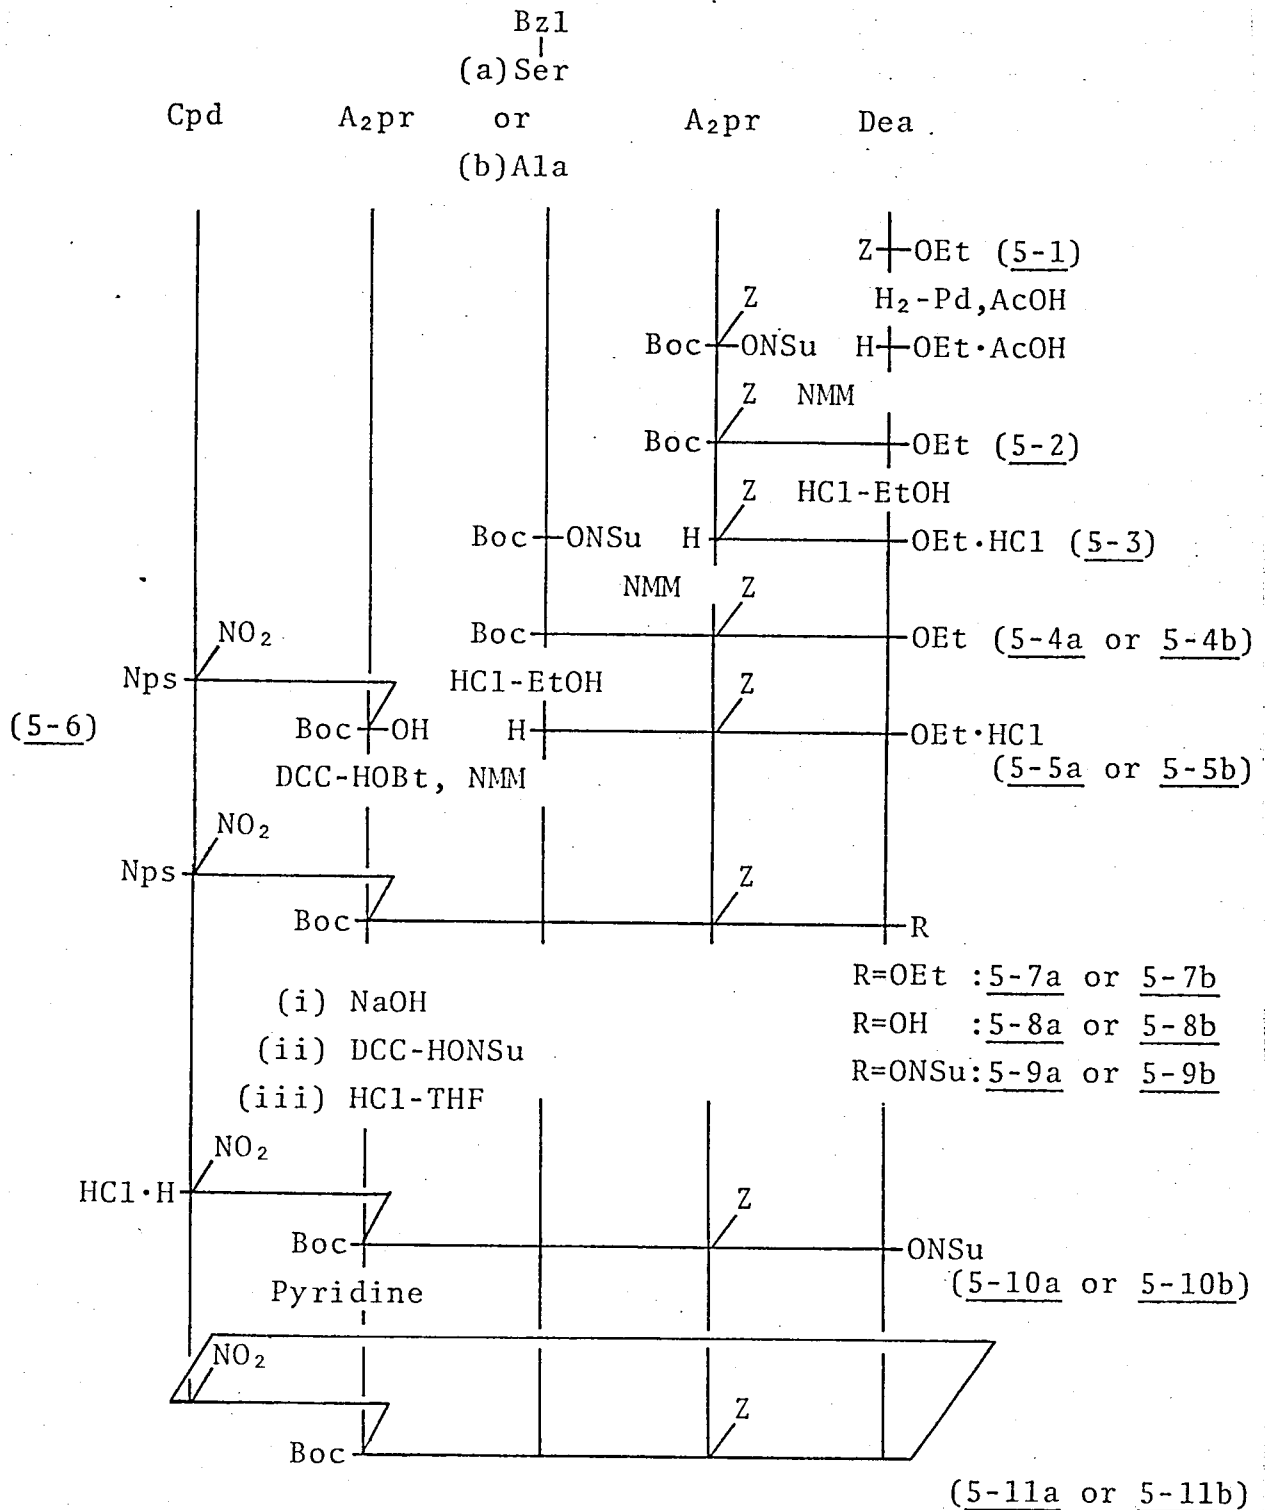 Bzl
(a)Ser
Cpd A₂pr or A₂pr Dea
(b)Ala
Z OEt (5-1)
Z H₂-Pd,AcOH
Boc ONSu H OEt·AcOH
Z NMM
Boc OEt (5-2)
Z HCl-EtOH
Boc ONSu H OEt·HCl (5-3)
NMM Z
NO₂ Boc OEt (5-4a or 5-4b)
Nps HCl-EtOH Z
(5-6) Boc OH H OEt·HCl
DCC-HOBt, NMM (5-5a or 5-5b)
NO₂
Nps Z
Boc R
R=OEt :5-7a or 5-7b
(i) NaOH
R=OH :5-8a or 5-8b
(ii) DCC-HONSu
R=ONSu:5-9a or 5-9b
(iii) HCl-THF
NO₂
HCl·H Z
Boc ONSu
Pyridine (5-10a or 5-10b)
NO₂
Z
Boc
(5-11a or 5-11b)